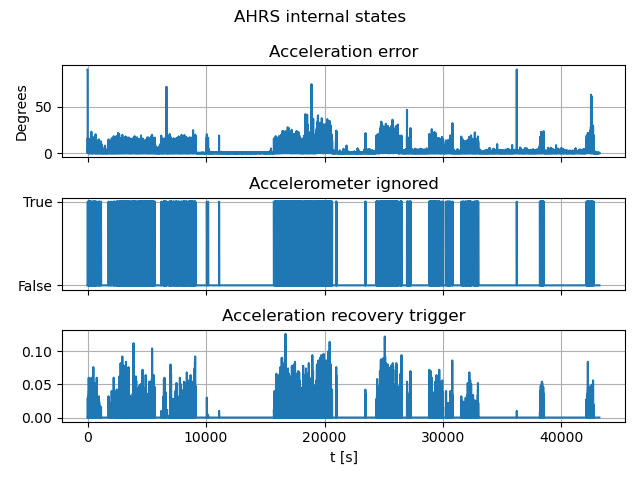 AHRS internal states
Acceleration error
Degrees
50
0
Accelerometer ignored
True
False
Acceleration recovery trigger
0.10
0.05
0.00
0 10000 20000 30000 40000
t [s]